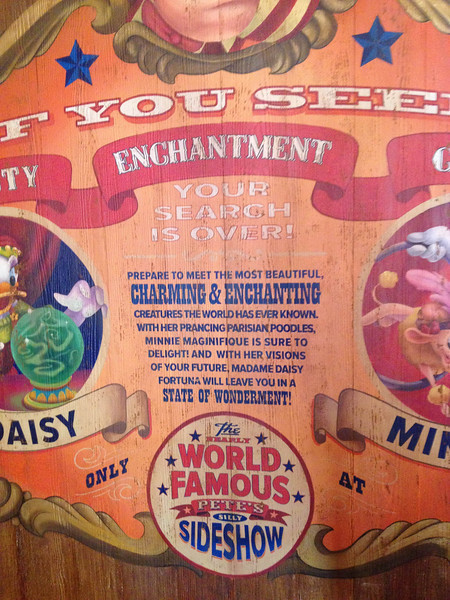 F YOU SEE
TY ENCHANTMENT
YOUR
SEARCH
IS OVER!
PREPARE TO MEET THE MOST BEAUTIFUL,
CHARMING & ENCHANTING
CREATURES THE WORLD HAS EVER KNOWN.
WITH HER PRANCING PARISIAN POODLES,
MINNIE MAGINIFIQUE IS SURE TO
DELIGHT! AND WITH HER VISIONS
OF YOUR FUTURE, MADAME DAISY
FORTUNA WILL LEAVE YOU IN A
STATE OF WONDERMENT!
DAISY
MIN
ONLY
AT
The
NEARLY
WORLD
FAMOUS
PETE'S
SILLY
SIDESHOW